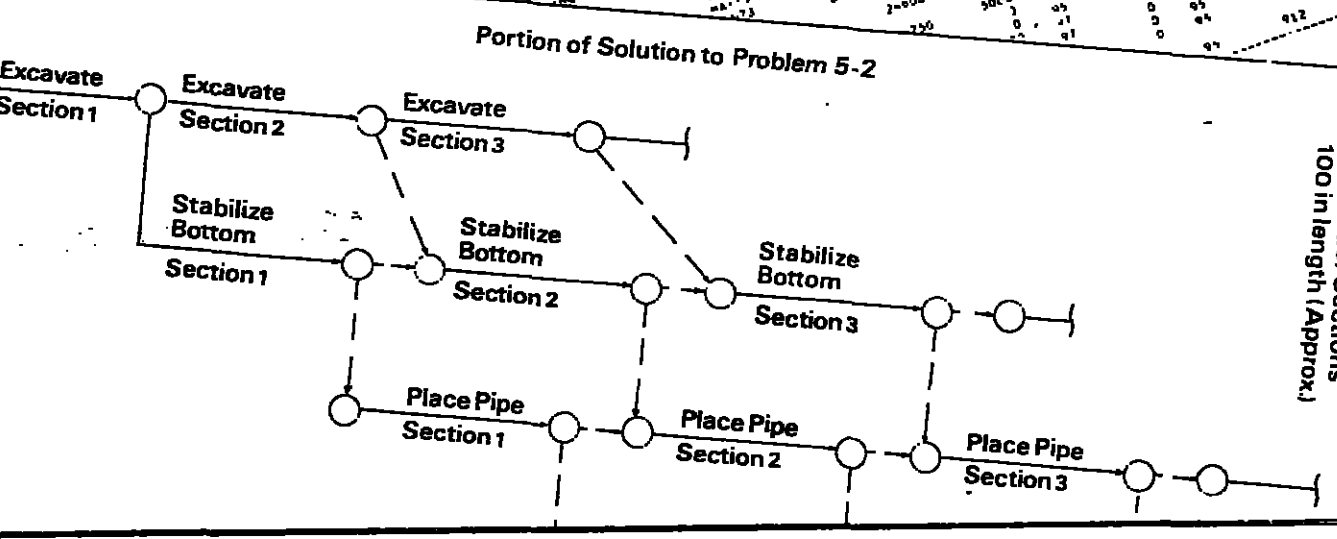 Portion of Solution to Problem 5-2
Excavate
Section 1
Excavate
Section 2
Excavate
Section 3
Stabilize
Bottom
Section 1
Stabilize
Bottom
Section 2
Stabilize
Bottom
Section 3
Place Pipe
Section 1
Place Pipe
Section 2
Place Pipe
Section 3
100 in length (Approx.)